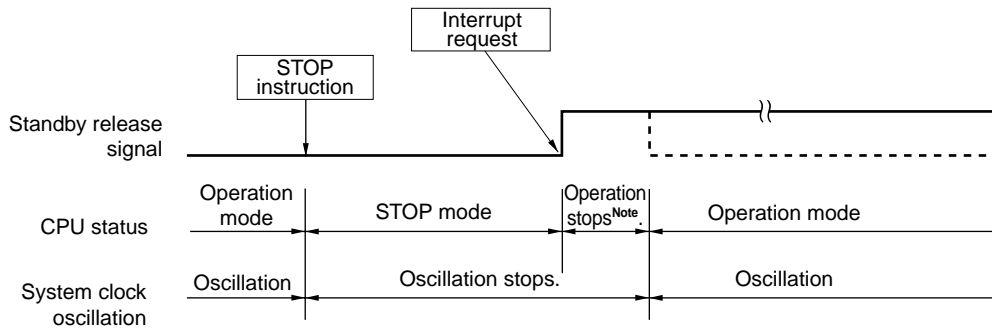 Interrupt
request
STOP
instruction
Standby release
signal
Operation
mode
STOP mode
Operation
stopsNote.
Operation mode
CPU status
Oscillation
Oscillation stops.
Oscillation
System clock
oscillation